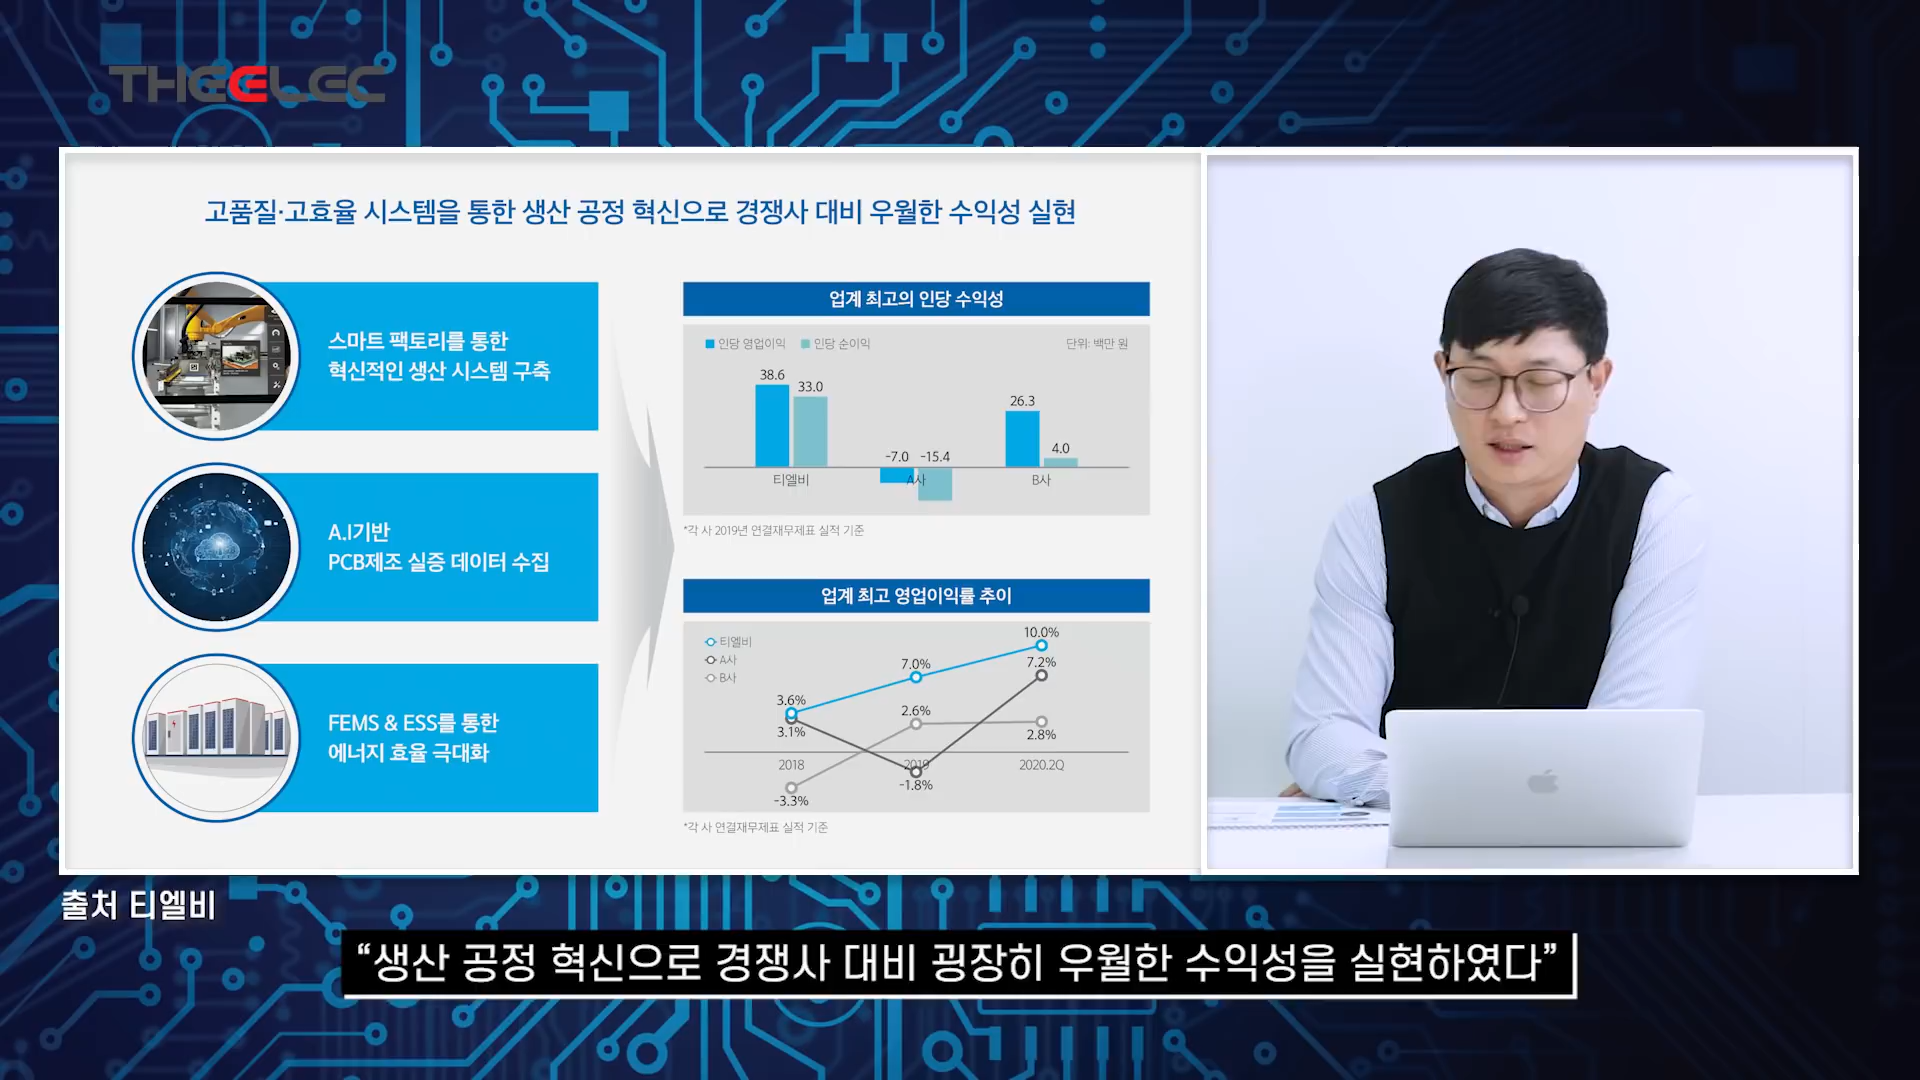 THEELEC
고품질·고효율 시스템을 통한 생산 공정 혁신으로 경쟁사 대비 우월한 수익성 실현
스마트 팩토리를 통한
혁신적인 생산 시스템 구축
A.I기반
PCB제조 실증 데이터 수집
FEMS & ESS를 통한
에너지 효율 극대화
업계 최고의 인당 수익성
인당 영업이익 인당 순이익 단위: 백만 원
38.6 33.0 -7.0 -15.4 26.3 4.0
티엘비 A사 B사
*각 사 2019년 연결재무제표 실적 기준
업계 최고 영업이익률 추이
티엘비
A사
B사
10.0%
7.0% 7.2%
3.6% 2.6%
3.1% 2.8%
2018 2019 2020.2Q
-3.3% -1.8%
*각 사 연결재무제표 실적 기준
출처 티엘비
“생산 공정 혁신으로 경쟁사 대비 굉장히 우월한 수익성을 실현하였다”